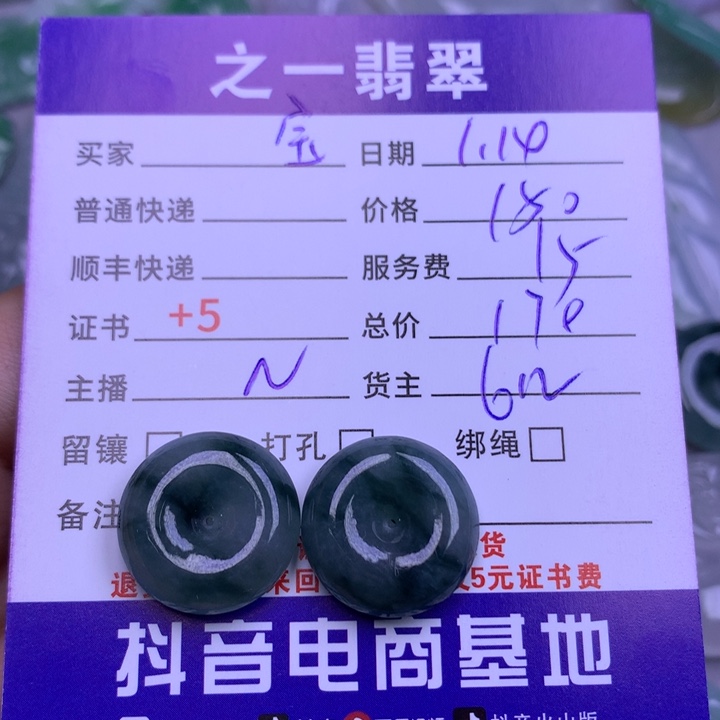 之一翡翠
买家 宝 日期 1.14
普通快递 价格 150
顺丰快递 服务费 15
证书 +5 总价 170
主播 N 货主
留镶 打孔 绑绳
备注
货
退 来回 5元证书费
抖音电商基地